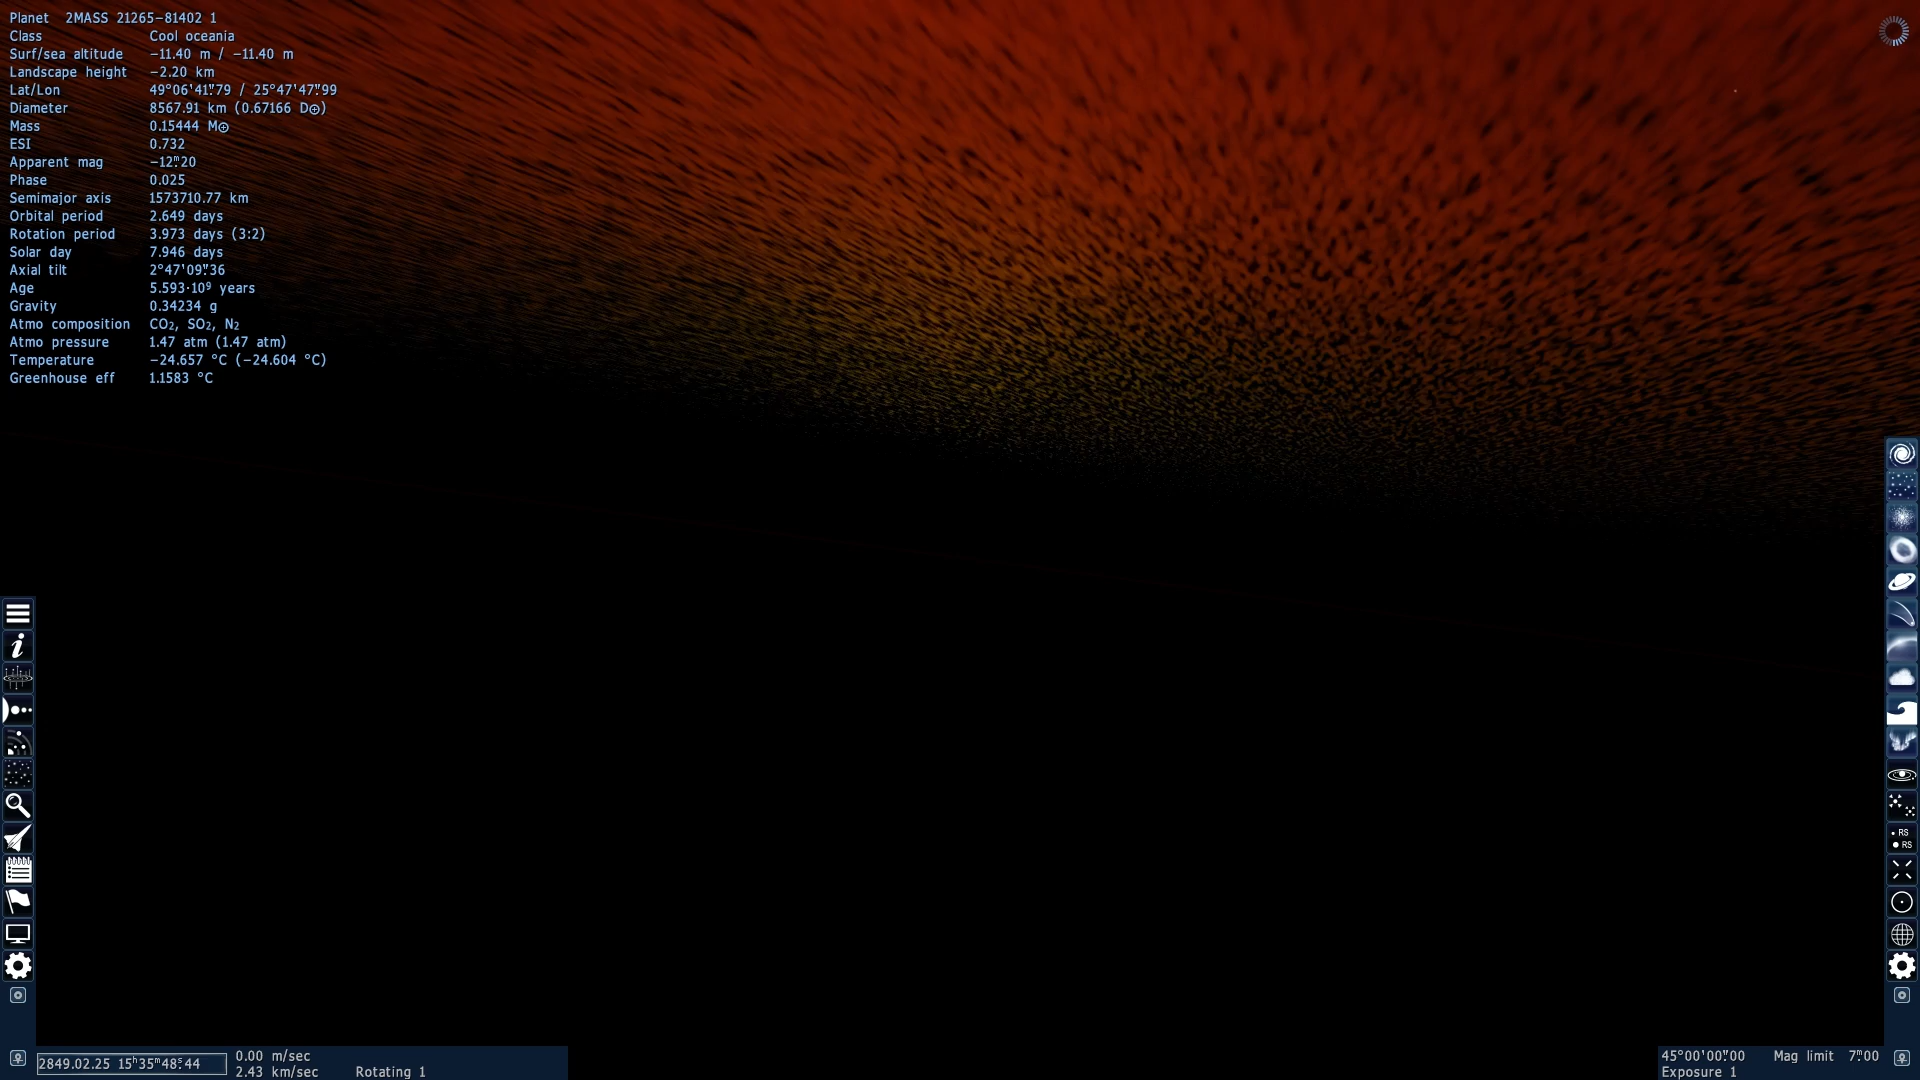 Planet 2MASS 21265-81402 1
Class Cool oceania
Surf/sea altitude −11.40 m / −11.40 m
Landscape height −2.20 km
Lat/Lon 49°06'41"79 / 25°47'47"99
Diameter 8567.91 km (0.67166 D⊕)
Mass 0.15444 M⊕
ESI 0.732
Apparent mag −12ᵐ20
Phase 0.025
Semimajor axis 1573710.77 km
Orbital period 2.649 days
Rotation period 3.973 days (3:2)
Solar day 7.946 days
Axial tilt 2°47'09"36
Age 5.593·10⁹ years
Gravity 0.34234 g
Atmo composition CO₂, SO₂, N₂
Atmo pressure 1.47 atm (1.47 atm)
Temperature −24.657 °C (−24.604 °C)
Greenhouse eff 1.1583 °C
RS
RS
2849.02.25 15ʰ35ᵐ48ˢ44
0.00 m/sec
2.43 km/sec Rotating 1
45°00'00"00 Mag limit 7ᵐ00
Exposure 1